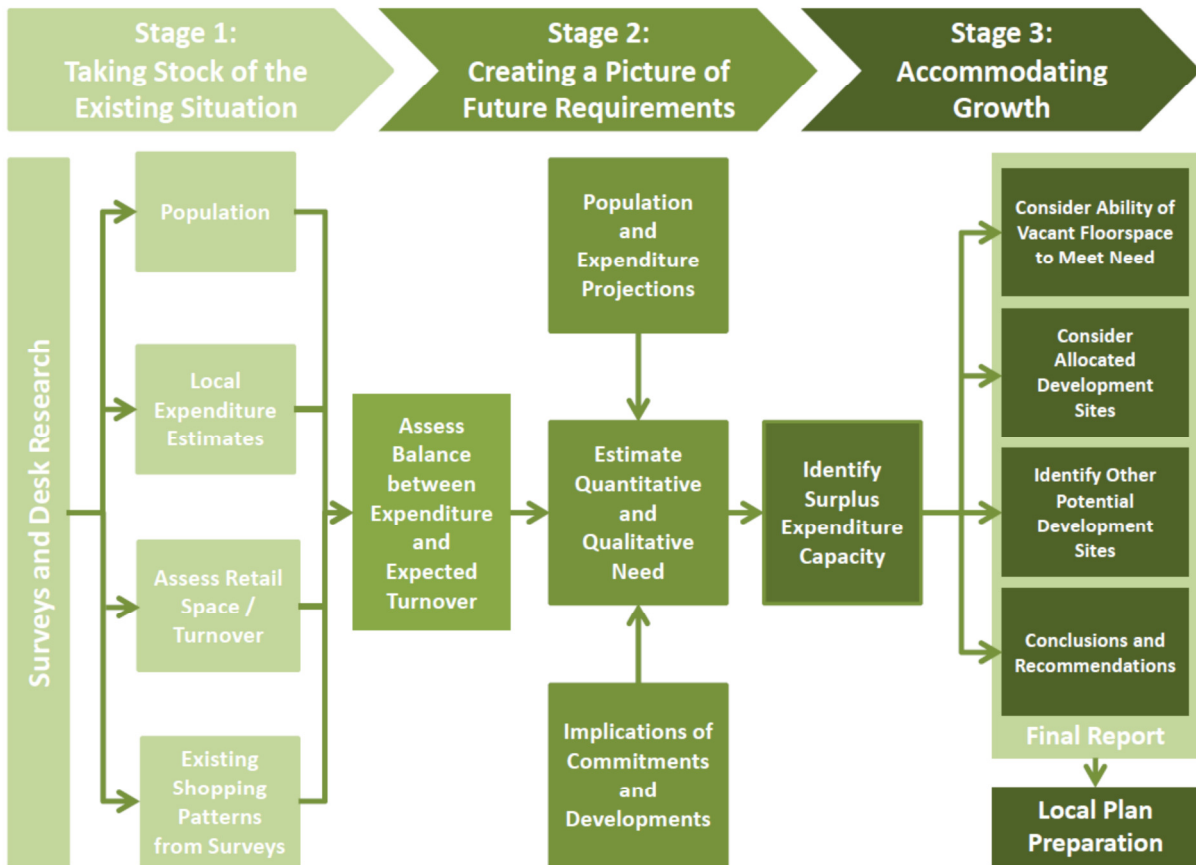 Stage 1:
Taking Stock of the
Existing Situation
Stage 2:
Creating a Picture of
Future Requirements
Stage 3:
Accommodating
Growth
Surveys and Desk Research
Population
Local
Expenditure
Estimates
Assess Retail
Space /
Turnover
Existing
Shopping
Patterns
from Surveys
Assess
Balance
between
Expenditure
and
Expected
Turnover
Population
and
Expenditure
Projections
Estimate
Quantitative
and
Qualitative
Need
Implications of
Commitments
and
Developments
Identify
Surplus
Expenditure
Capacity
Consider Ability of
Vacant Floorspace
to Meet Need
Consider
Allocated
Development
Sites
Identify Other
Potential
Development
Sites
Conclusions and
Recommendations
Final Report
Local Plan
Preparation